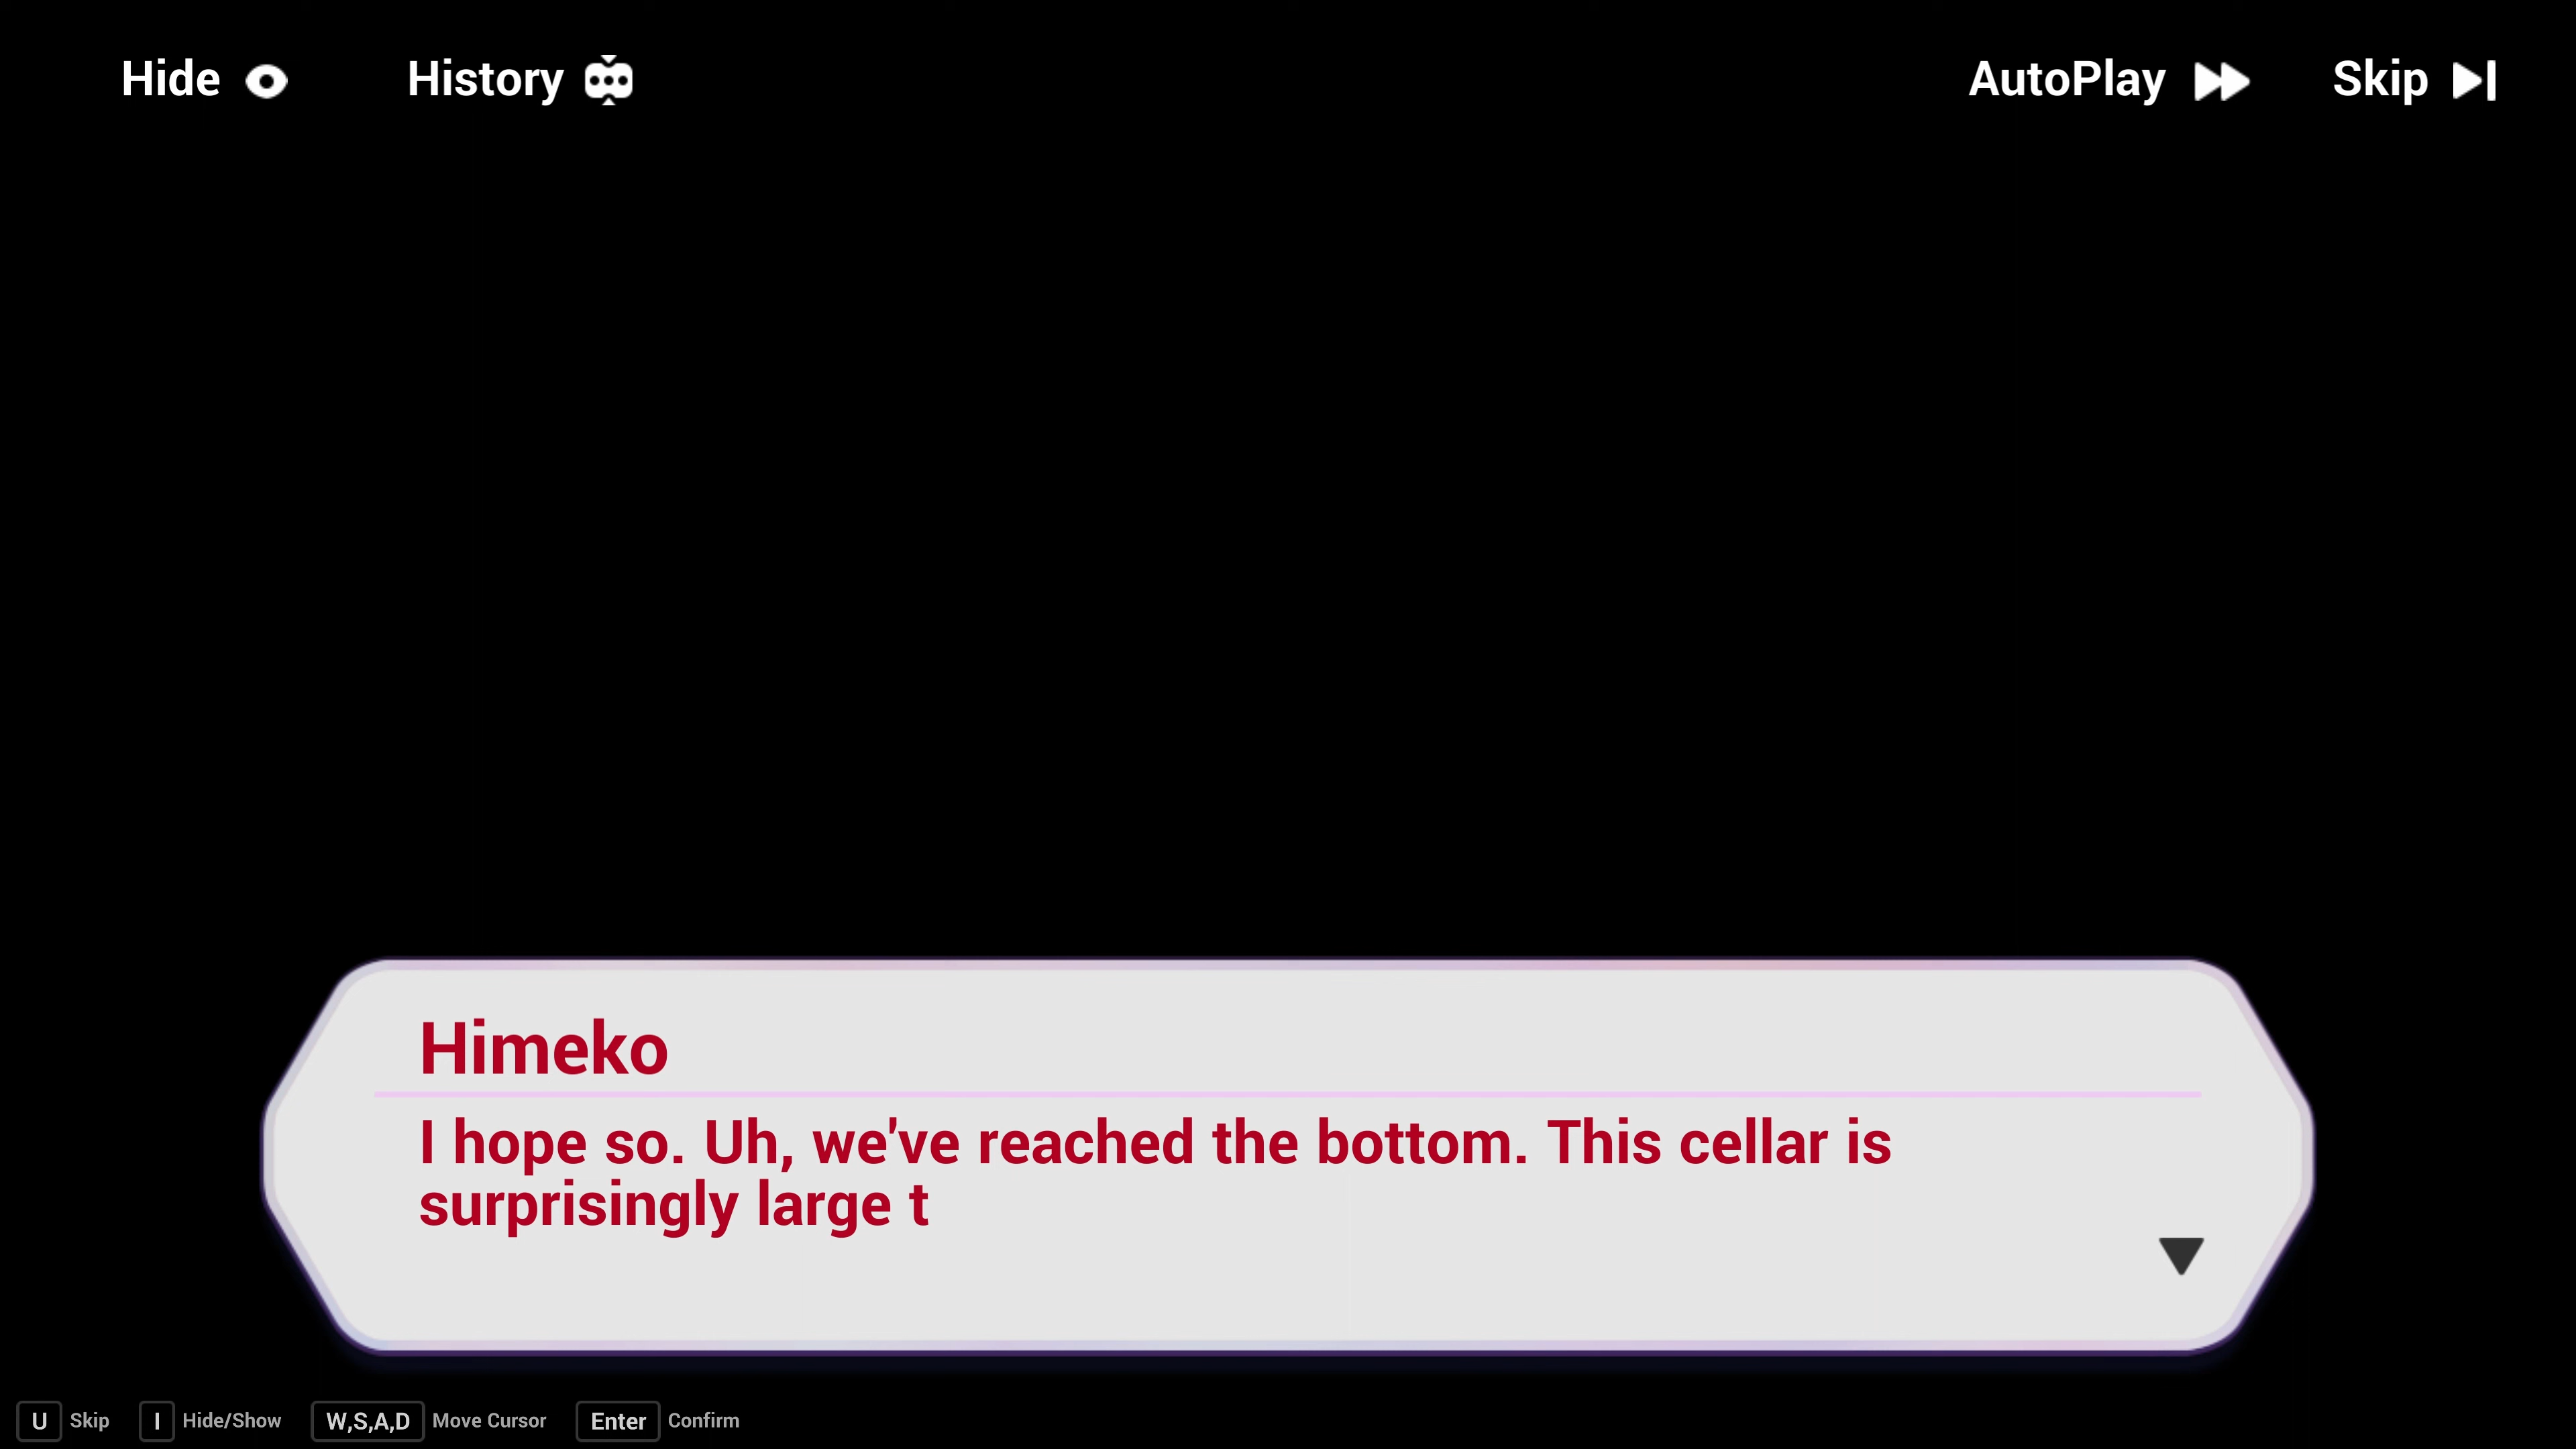 Hide
History
AutoPlay
Skip
Himeko
I hope so. Uh, we've reached the bottom. This cellar is
surprisingly large t
U Skip I Hide/Show W,S,A,D Move Cursor Enter Confirm